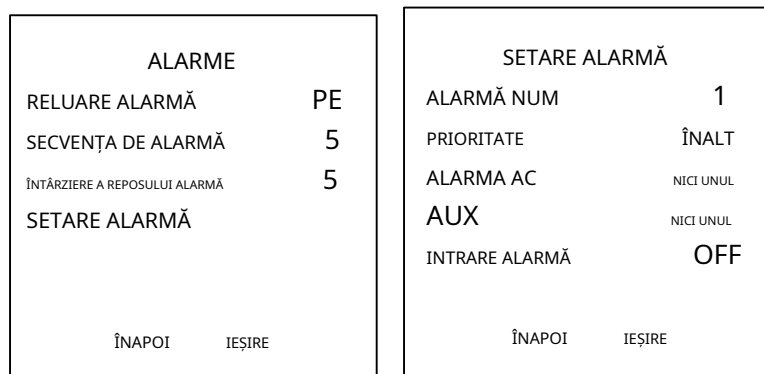 ALARME
RELUARE ALARMĂ PE
SECVENȚA DE ALARMĂ 5
ÎNTÂRZIERE A REPOSULUI ALARMĂ 5
SETARE ALARMĂ
ÎNAPOI IEȘIRE
SETARE ALARMĂ
ALARMĂ NUM 1
PRIORITATE ÎNALT
ALARMA AC NICI UNUL
AUX NICI UNUL
INTRARE ALARMĂ OFF
ÎNAPOI IEȘIRE